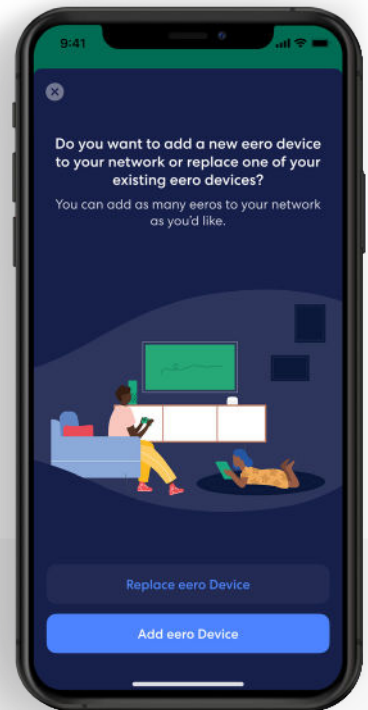 9:41
Do you want to add a new eero device
to your network or replace one of your
existing eero devices?
You can add as many eeros to your network
as you'd like.
Replace eero Device
Add eero Device